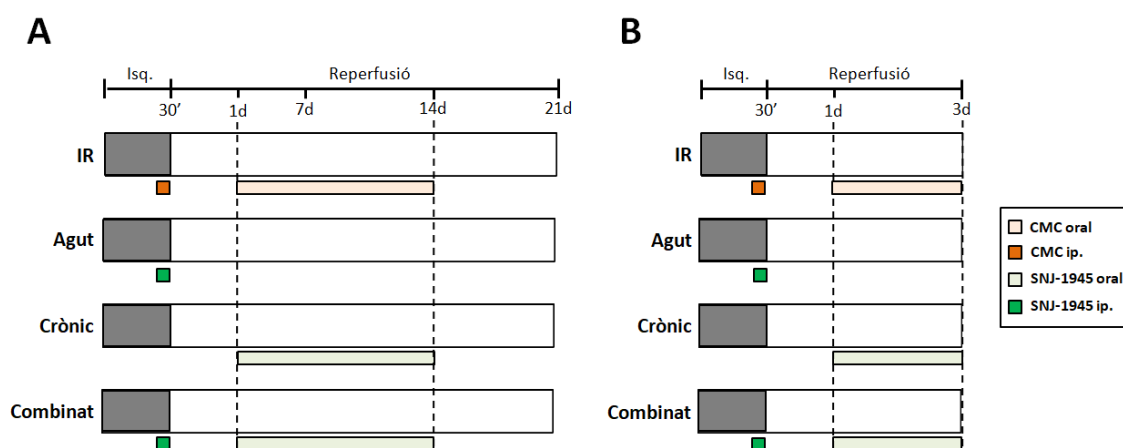 A
Isq.
Reperfusió
30’
1d
7d
14d
21d
IR
Agut
Crònic
Combinat
B
Isq.
Reperfusió
30’
1d
3d
IR
Agut
Crònic
Combinat
CMC oral
CMC ip.
SNJ-1945 oral
SNJ-1945 ip.